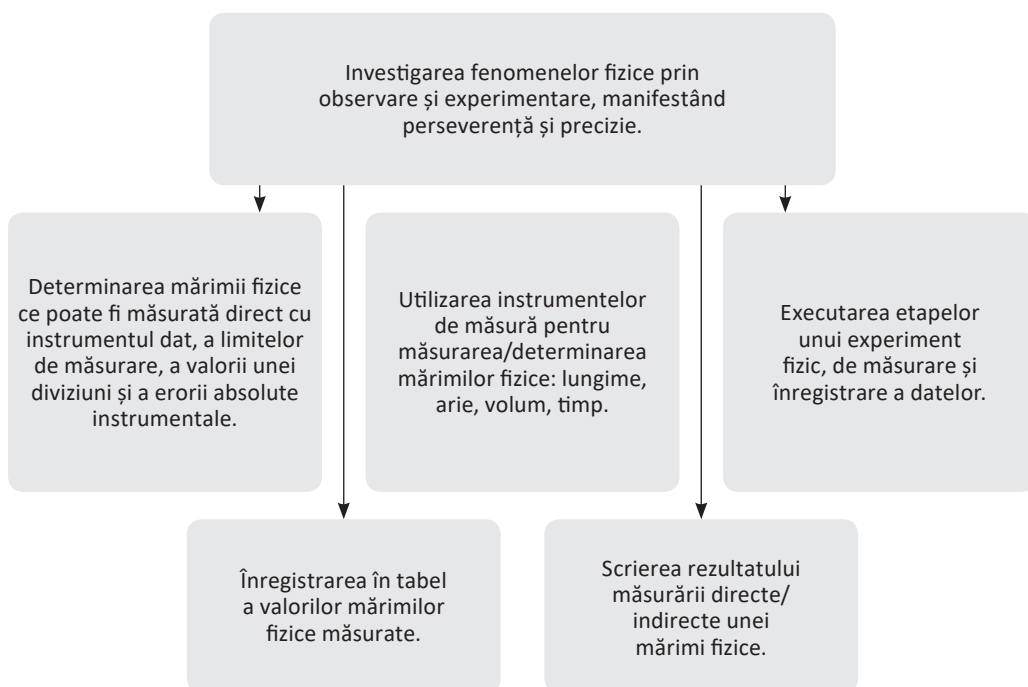 Investigarea fenomenelor fizice prin
observare și experimentare, manifestând
perseverență și precizie.
Determinarea mărimii fizice
ce poate fi măsurată direct cu
instrumentul dat, a limitelor
de măsurare, a valorii unei
diviziuni și a erorii absolute
instrumentale.
Utilizarea instrumentelor
de măsură pentru
măsurarea/determinarea
mărimilor fizice: lungime,
arie, volum, timp.
Executarea etapelor
unui experiment
fizic, de măsurare și
înregistrare a datelor.
Înregistrarea în tabel
a valorilor mărimilor
fizice măsurate.
Scrierea rezultatului
măsurării directe/
indirecte unei
mărimi fizice.